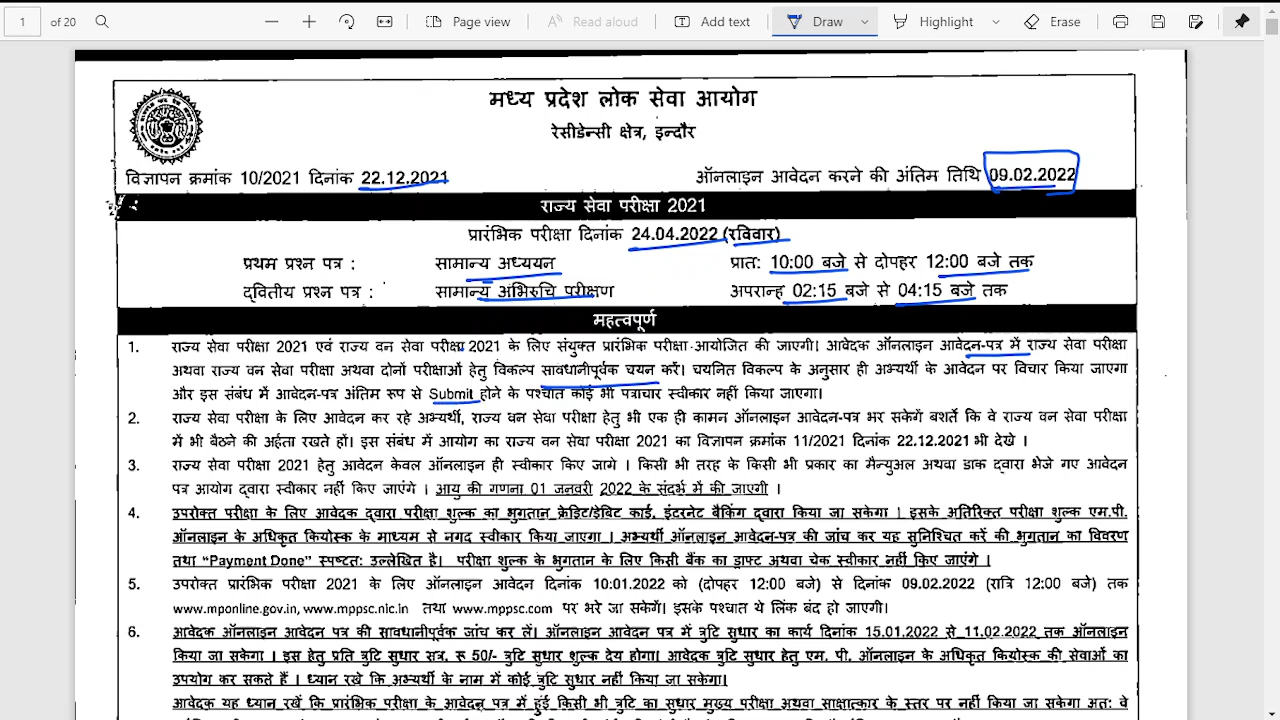 1 of 20 Page view Read aloud Add text Draw Highlight Erase
मध्य प्रदेश लोक सेवा आयोग
रेसीडेन्सी क्षेत्र, इन्दौर
विज्ञापन क्रमांक 10/2021 दिनांक 22.12.2021 ऑनलाइन आवेदन करने की अंतिम तिथि 09.02.2022
राज्य सेवा परीक्षा 2021
प्रारंभिक परीक्षा दिनांक 24.04.2022 (रविवार)
प्रथम प्रश्न पत्र : सामान्य अध्ययन प्रात: 10:00 बजे से दोपहर 12:00 बजे तक
द्वितीय प्रश्न पत्र : सामान्य अभिरुचि परीक्षण अपरान्ह 02:15 बजे से 04:15 बजे तक
महत्वपूर्ण
1. राज्य सेवा परीक्षा 2021 एवं राज्य वन सेवा परीक्षा 2021 के लिए संयुक्त प्रारंभिक परीक्षा आयोजित की जाएगी। आवेदक ऑनलाइन आवेदन-पत्र में राज्य सेवा परीक्षा
अथवा राज्य वन सेवा परीक्षा अथवा दोनों परीक्षाओं हेतु विकल्प सावधानीपूर्वक चयन करें। चयनित विकल्प के अनुसार ही अभ्यर्थी के आवेदन पर विचार किया जाएगा
और इस संबंध में आवेदन-पत्र अंतिम रूप से Submit होने के पश्चात कोई भी पत्राचार स्वीकार नहीं किया जाएगा।
2. राज्य सेवा परीक्षा के लिए आवेदन कर रहे अभ्यर्थी, राज्य वन सेवा परीक्षा हेतु भी एक ही कामन ऑनलाइन आवेदन-पत्र भर सकेगें बशर्ते कि वे राज्य वन सेवा परीक्षा
में भी बैठने की अर्हता रखते हों। इस संबंध में आयोग का राज्य वन सेवा परीक्षा 2021 का विज्ञापन क्रमांक 11/2021 दिनांक 22.12.2021 भी देखे ।
3. राज्य सेवा परीक्षा 2021 हेतु आवेदन केवल ऑनलाइन ही स्वीकार किए जागे । किसी भी तरह के किसी भी प्रकार का मैन्युअल अथवा डाक द्वारा भेजे गए आवेदन
पत्र आयोग द्वारा स्वीकार नहीं किए जाएंगे । आयु की गणना 01 जनवरी 2022 के संदर्भ में की जाएगी ।
4. उपरोक्त परीक्षा के लिए आवेदक द्वारा परीक्षा शुल्क का भुगतान क्रेडिट/डेबिट कार्ड, इंटरनेट बैंकिंग द्वारा किया जा सकेगा । इसके अतिरिक्त परीक्षा शुल्क एम.पी.
ऑनलाइन के अधिकृत कियोस्क के माध्यम से नगद स्वीकार किया जाएगा । अभ्यर्थी ऑनलाइन आवेदन-पत्र की जांच कर यह सुनिश्चित करें की भुगतान का विवरण
तथा "Payment Done" स्पष्टत: उल्लेखित है। परीक्षा शुल्क के भुगतान के लिए किसी बैंक का ड्राफ्ट अथवा चेक स्वीकार नहीं किए जाएंगे ।
5. उपरोक्त प्रारंभिक परीक्षा 2021 के लिए ऑनलाइन आवेदन दिनांक 10.01.2022 को (दोपहर 12:00 बजे) से दिनांक 09.02.2022 (रात्रि 12:00 बजे) तक
www.mponline.gov.in, www.mppsc.nic.in तथा www.mppsc.com पर भरे जा सकेगें। इसके पश्चात ये लिंक बंद हो जाएगी।
6. आवेदक ऑनलाइन आवेदन पत्र की सावधानीपूर्वक जांच कर लें। ऑनलाइन आवेदन पत्र में त्रुटि सुधार का कार्य दिनांक 15.01.2022 से 11.02.2022 तक ऑनलाइन
किया जा सकेगा । इस हेतु प्रति त्रुटि सुधार सत्र, रू 50/- त्रुटि सुधार शुल्क देय होगा। आवेदक त्रुटि सुधार हेतु एम. पी. ऑनलाइन के अधिकृत कियोस्क की सेवाओं का
उपयोग कर सकते हैं । ध्यान रखे कि अभ्यर्थी के नाम में कोई त्रुटि सुधार नहीं किया जा सकेगा।
आवेदक यह ध्यान रखें कि प्रारंभिक परीक्षा के आवेदन पत्र में हुई किसी भी त्रुटि का सुधार मुख्य परीक्षा अथवा साक्षात्कार के स्तर पर नहीं किया जा सकेगा अत: वे